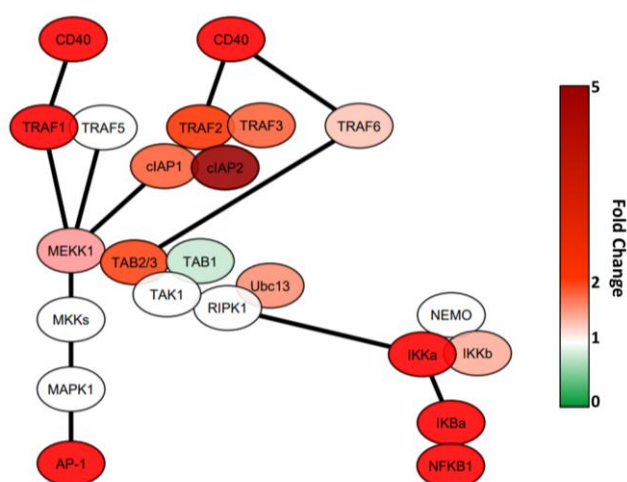 CD40
CD40
TRAF1
TRAF5
TRAF2
TRAF3
TRAF6
cIAP1
cIAP2
MEKK1
TAB2/3
TAB1
TAK1
RIPK1
Ubc13
MKKs
NEMO
IKKa
IKKb
MAPK1
IKBa
AP-1
NFKB1
5
2
1
0
Fold Change